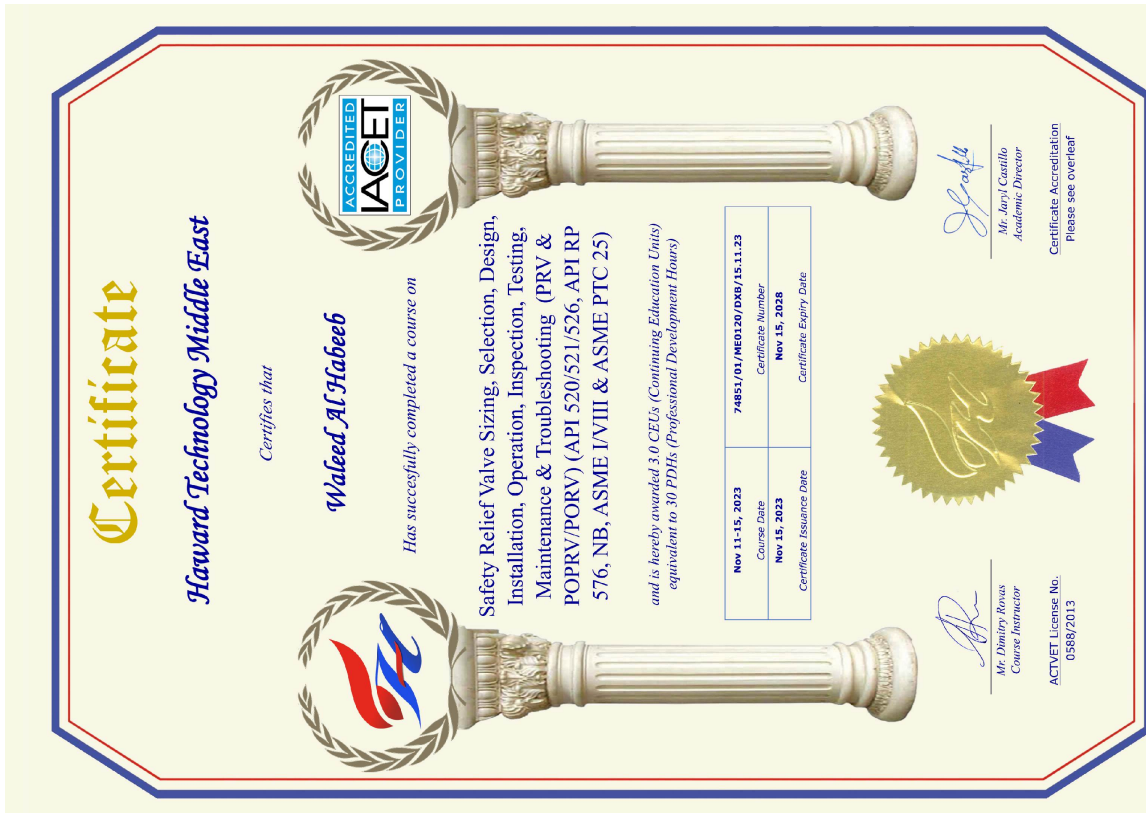 Certificate
Haward Technology Middle East
Certifies that
Waleed Al Habeeb
Has succesfully completed a course on
ACCREDITED
IACET
PROVIDER
Safety Relief Valve Sizing, Selection, Design,
Installation, Operation, Inspection, Testing,
Maintenance & Troubleshooting (PRV &
POPRV/PORV) (API 520/521/526, API RP
576, NB, ASME I/VIII & ASME PTC 25)
and is hereby awarded 3.0 CEUs (Continuing Education Units)
equivalent to 30 PDHs (Professional Development Hours)
Nov 11-15, 2023 74851/01/ME0120/DXB/15.11.23
Course Date Certificate Number
Nov 15, 2023 Nov 15, 2028
Certificate Issuance Date Certificate Expiry Date
Mr. Dimitry Rovas
Course Instructor
Mr. Jaryl Castillo
Academic Director
ACTVET License No.
0588/2013
Certificate Accreditation
Please see overleaf